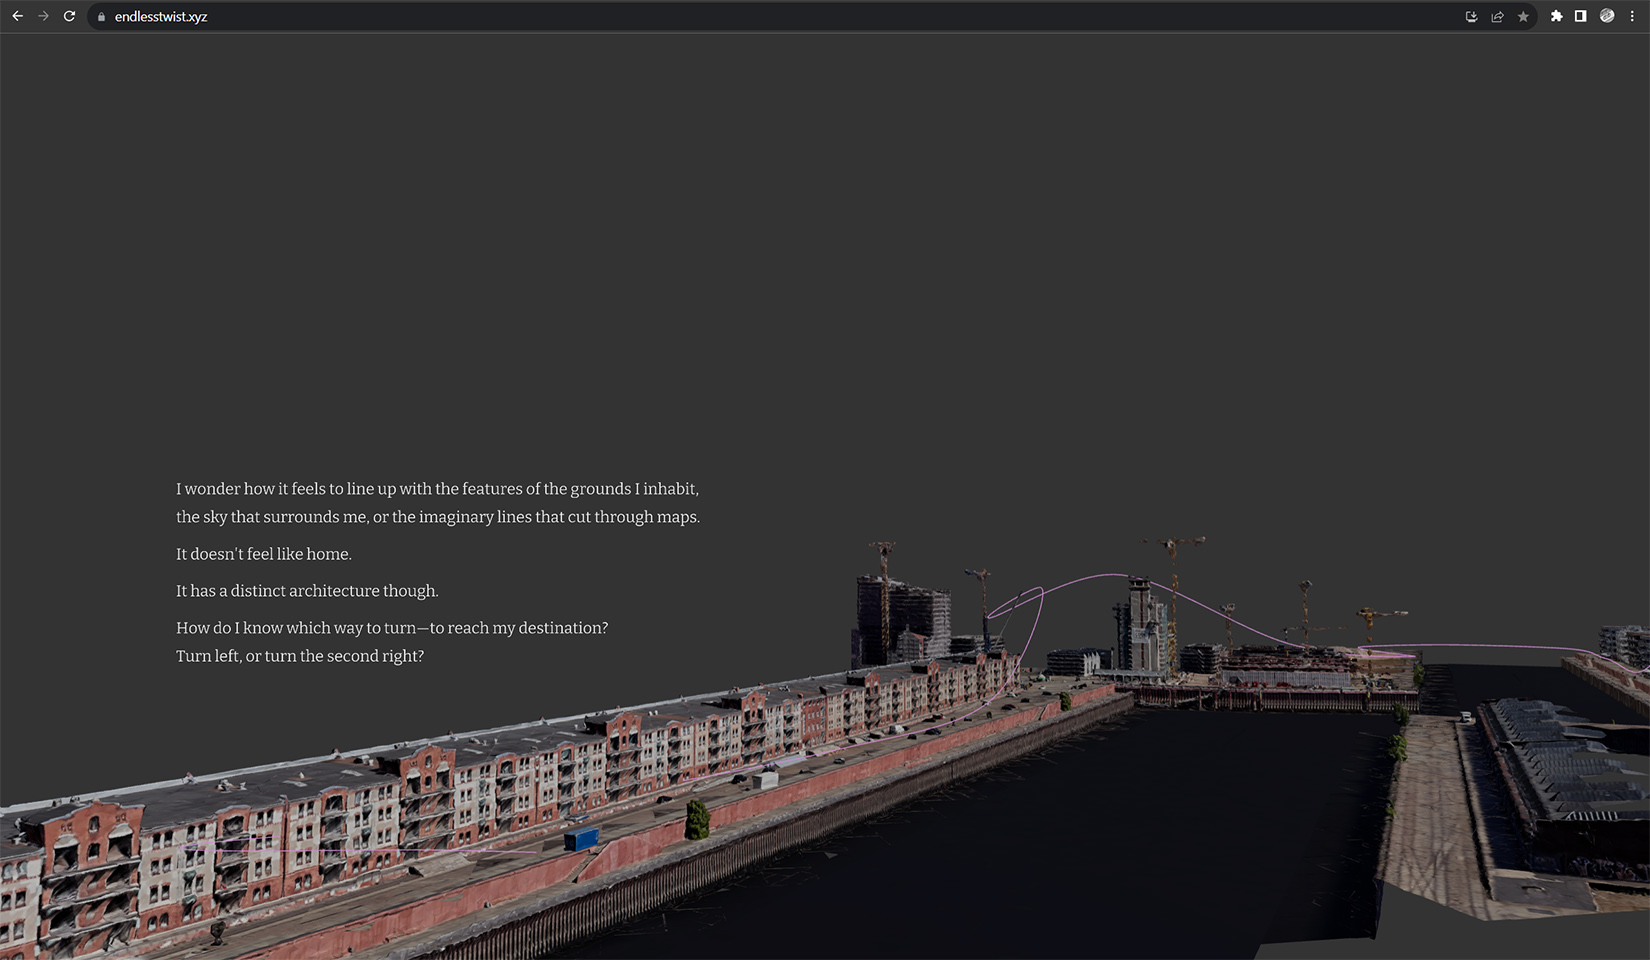 endlesstwist.xyz
I wonder how it feels to line up with the features of the grounds I inhabit,
the sky that surrounds me, or the imaginary lines that cut through maps.
It doesn't feel like home.
It has a distinct architecture though.
How do I know which way to turn—to reach my destination?
Turn left, or turn the second right?